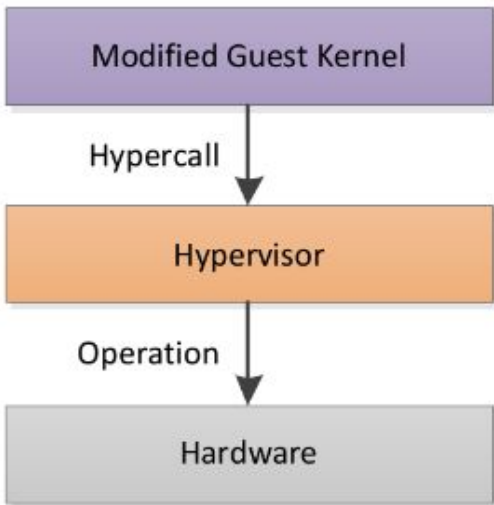 Modified Guest Kernel
Hypercall
Hypervisor
Operation
Hardware